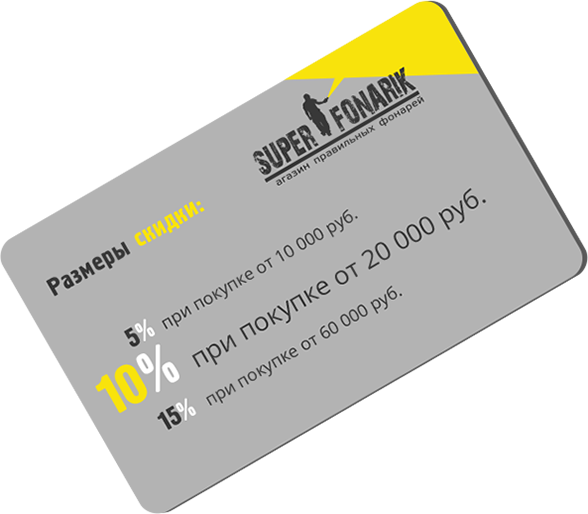 SUPER FONARIK
агазин правильных фонарей
Размеры скидки:
5% при покупке от 10 000 руб.
10% при покупке от 20 000 руб.
15% при покупке от 60 000 руб.